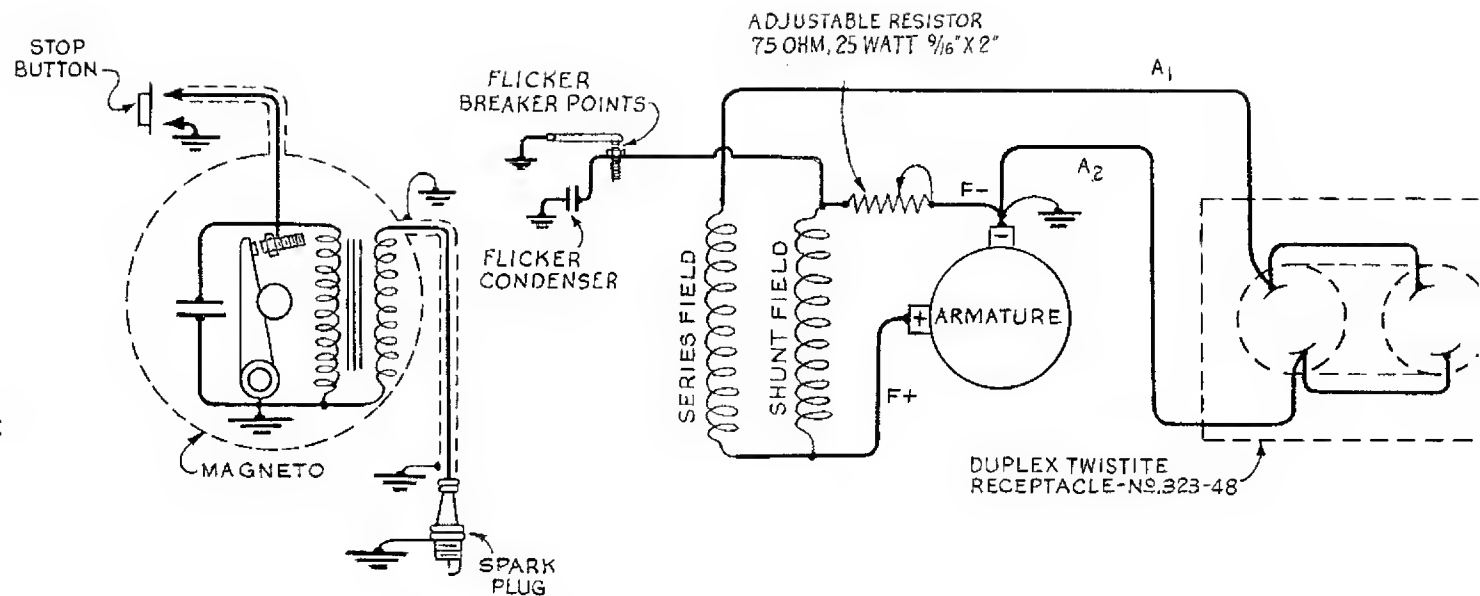 STOP
BUTTON
FLICKER
BREAKER POINTS
ADJUSTABLE RESISTOR
75 OHM, 25 WATT 9/16" X 2"
A1
A2
F-
-
FLICKER
CONDENSER
SERIES FIELD
SHUNT FIELD
+
ARMATURE
F+
MAGNETO
DUPLEX TWISTITE
RECEPTACLE-No.323-48
SPARK
PLUG